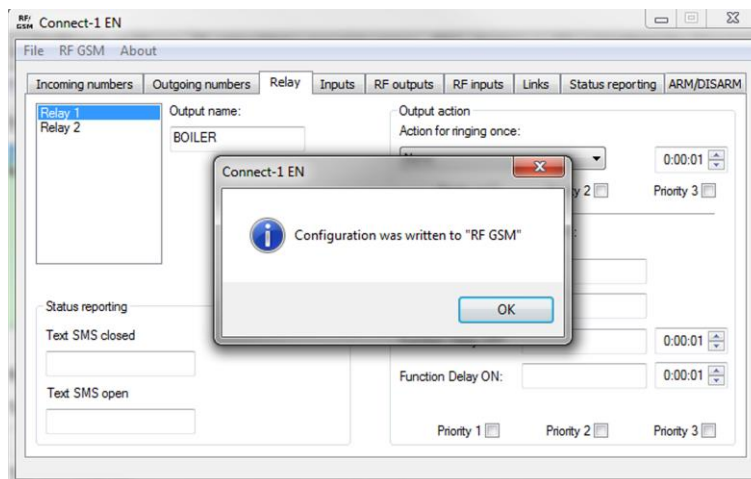 RF/
GSM Connect-1 EN
File RF GSM About
Incoming numbers Outgoing numbers Relay Inputs RF outputs RF inputs Links Status reporting ARM/DISARM
Relay 1
Relay 2
Output name:
BOILER
Output action
Action for ringing once:
0:00:01
Priority 3
Connect-1 EN
Configuration was written to "RF GSM"
OK
0:00:01
Function Delay ON:
0:00:01
Priority 1 Priority 2 Priority 3
Status reporting
Text SMS closed
Text SMS open